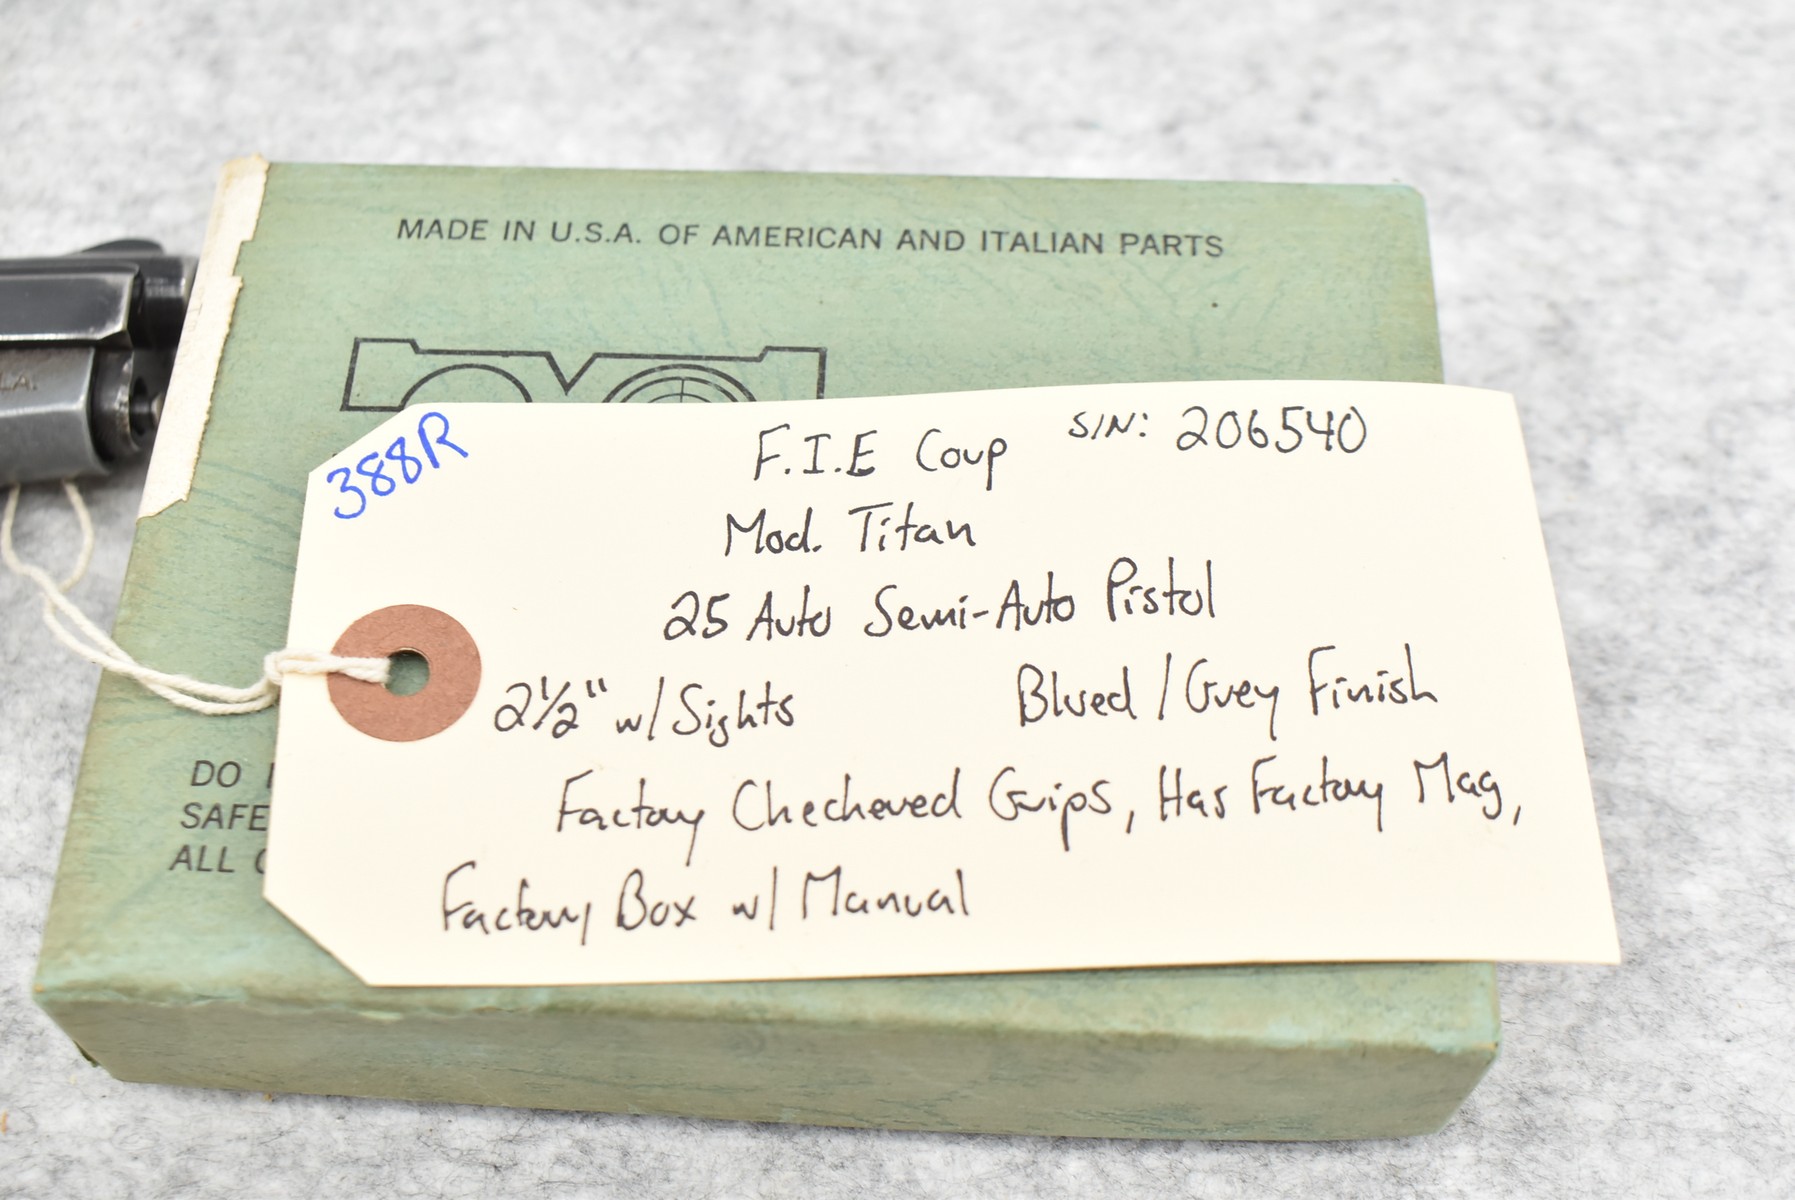 MADE IN U.S.A. OF AMERICAN AND ITALIAN PARTS
388R
F.I.E Coup S/N: 206540
Mod. Titan
25 Auto Semi-Auto Pistol
2½" w/ Sights Blued / Grey Finish
Factory Checkered Grips, Has Factory Mag,
Factory Box w/ Manual
DO
SAFE
ALL